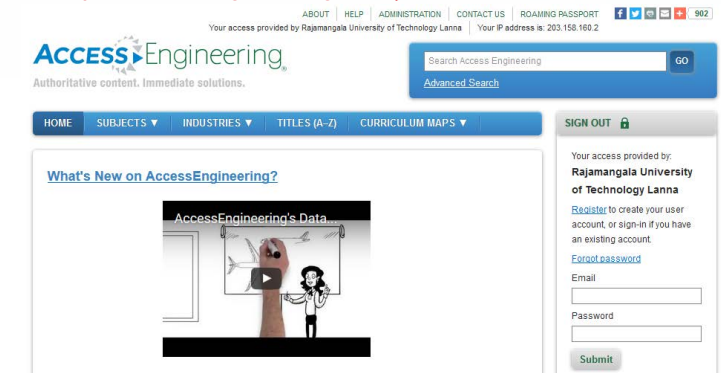 ABOUT HELP ADMINISTRATION CONTACT US ROAMING PASSPORT 902
Your access provided by Rajamangala University of Technology Lanna Your IP address is: 203.158.160.2
ACCESS Engineering
Authoritative content. Immediate solutions.
Search Access Engineering GO
Advanced Search
HOME SUBJECTS ▼ INDUSTRIES ▼ TITLES (A–Z) CURRICULUM MAPS ▼
SIGN OUT
What's New on AccessEngineering?
AccessEngineering's Data...
Your access provided by:
Rajamangala University
of Technology Lanna
Register to create your user
account, or sign-in if you have
an existing account.
Forgot password
Email
Password
Submit